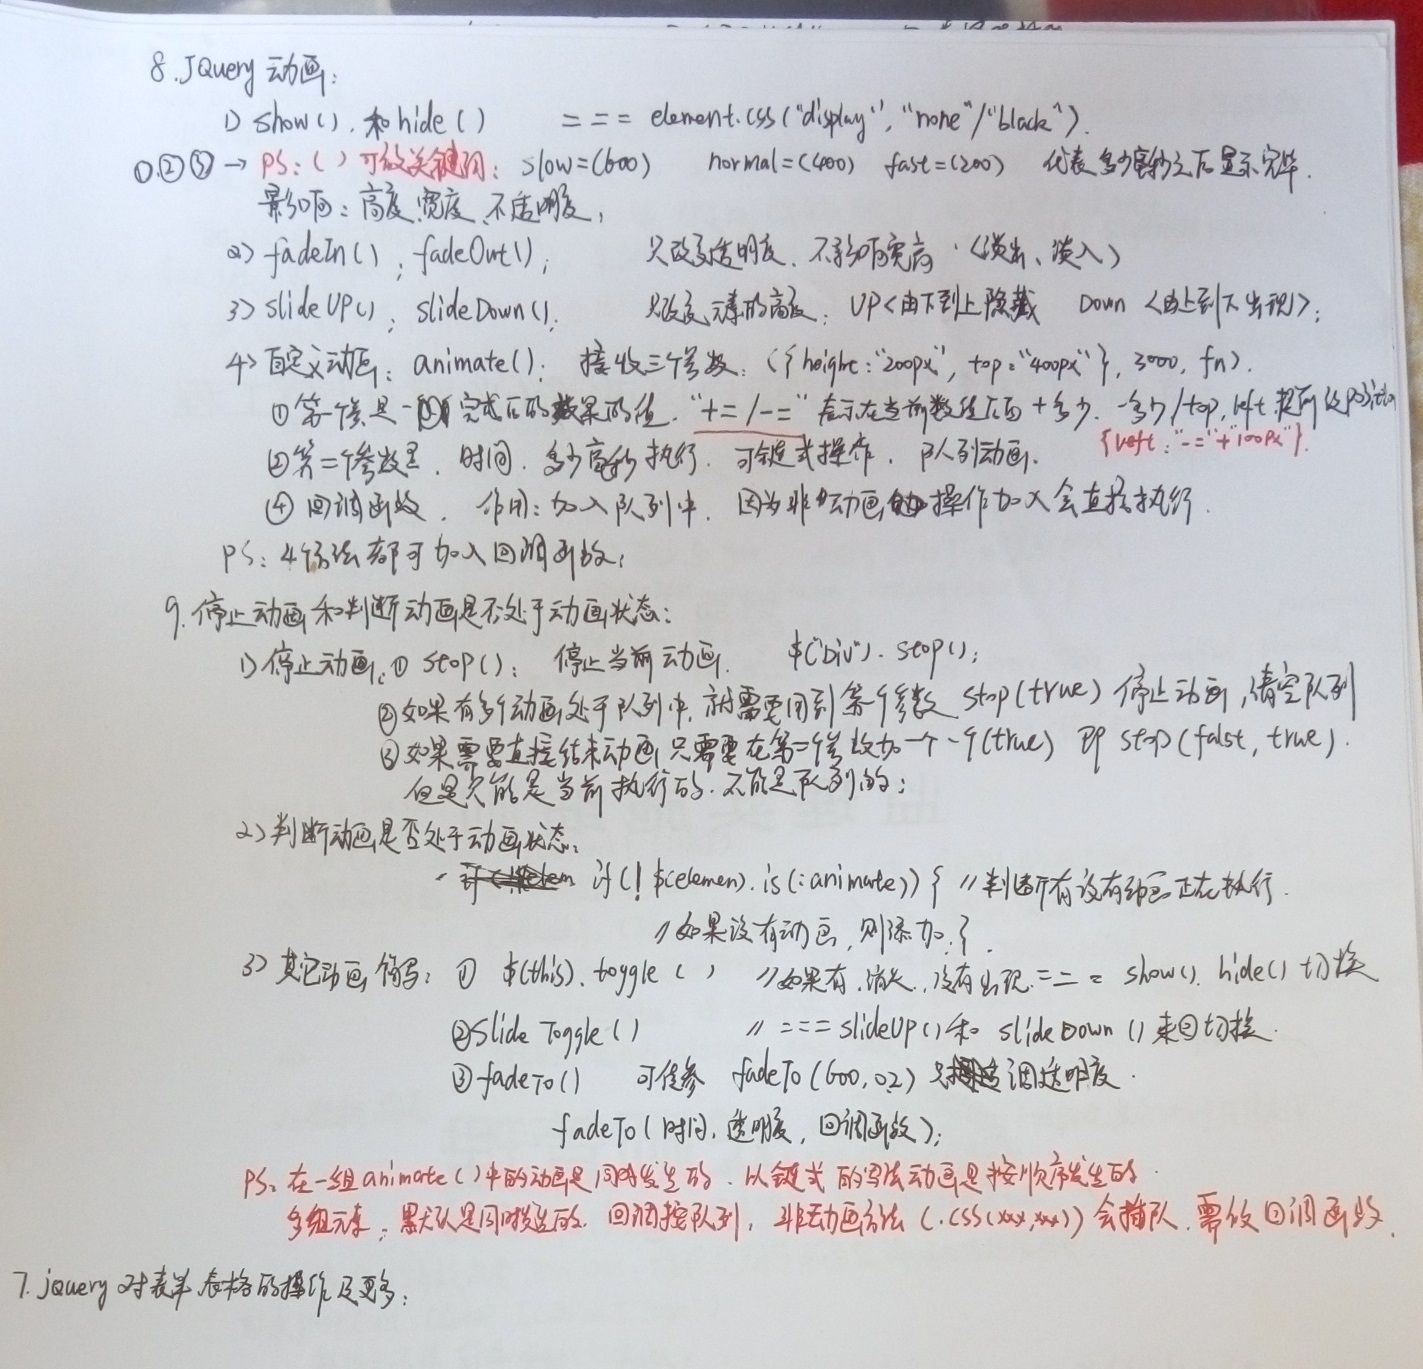 8. JQuery 动画:
1) show(). 和 hide() === element.css("display", "none"/"black").
①②③ → PS: ( ) 可放关键词: slow=(600) normal=(400) fast=(200) 代表多少毫秒之后显示完毕.
影响: 高度、宽度、不透明度;
2) fadeIn(); fadeOut(); 只改变透明度、不影响宽高. (淡出、淡入)
3) slideUP(); slideDown(); 只改变元素的高度; UP<由下到上隐藏 Down <由上到下出现>;
4) 自定义动画: animate(); 接收三个参数: ({height:"200px", top:"400px"}, 3000, fn).
① 第一个参是一 完成后的效果的值. "+=/-=" 表示在当前数值后面+多少. -多少/top, left, 提前设position
{left: "-=" + "100px"}.
②第二个参数是. 时间. 多少毫秒执行. 可链式操作. 队列动画.
④ 回调函数. 作用: 加入队列中. 因为非动画的操作加入会直接执行.
PS: 4个方法都可加入回调函数;
9. 停止动画和判断动画是否处于动画状态:
1) 停止动画: ① stop(); 停止当前动画. $("Div").stop();
②如果有多个动画处于队列中, 就需要用到第一个参数 stop(true) 停止动画, 清空队列
③如果需要直接结束动画 只需要在第二个参数加一个(true) 即 stop(false, true).
但是只能是当前执行的. 不能是队列的;
2) 判断动画是否处于动画状态:
if(! $(elemen).is(:animate)) { //判断有没有动画正在执行.
//如果没有动画, 则添加. }.
3) 其它动画简写: ① $(this).toggle() //如果有,消失, 没有出现. === show(). hide() 切换
②Slide Toggle() // === slideUp()和 slideDown() 来回切换.
③ fadeTo() 可传参 fadeTo(600, 0.2) 只 调透明度.
fadeTo(时间, 透明度, 回调函数);
PS: 在一组animate()中的动画是同时发生的. 以链式的写法动画是按顺序发生的.
多组元素; 默认是同时发生的. 回调按队列, 非动画方法(.css(xx,xx))会插队. 需放回调函数.
7. jquery 对表单、表格的操作及更多: